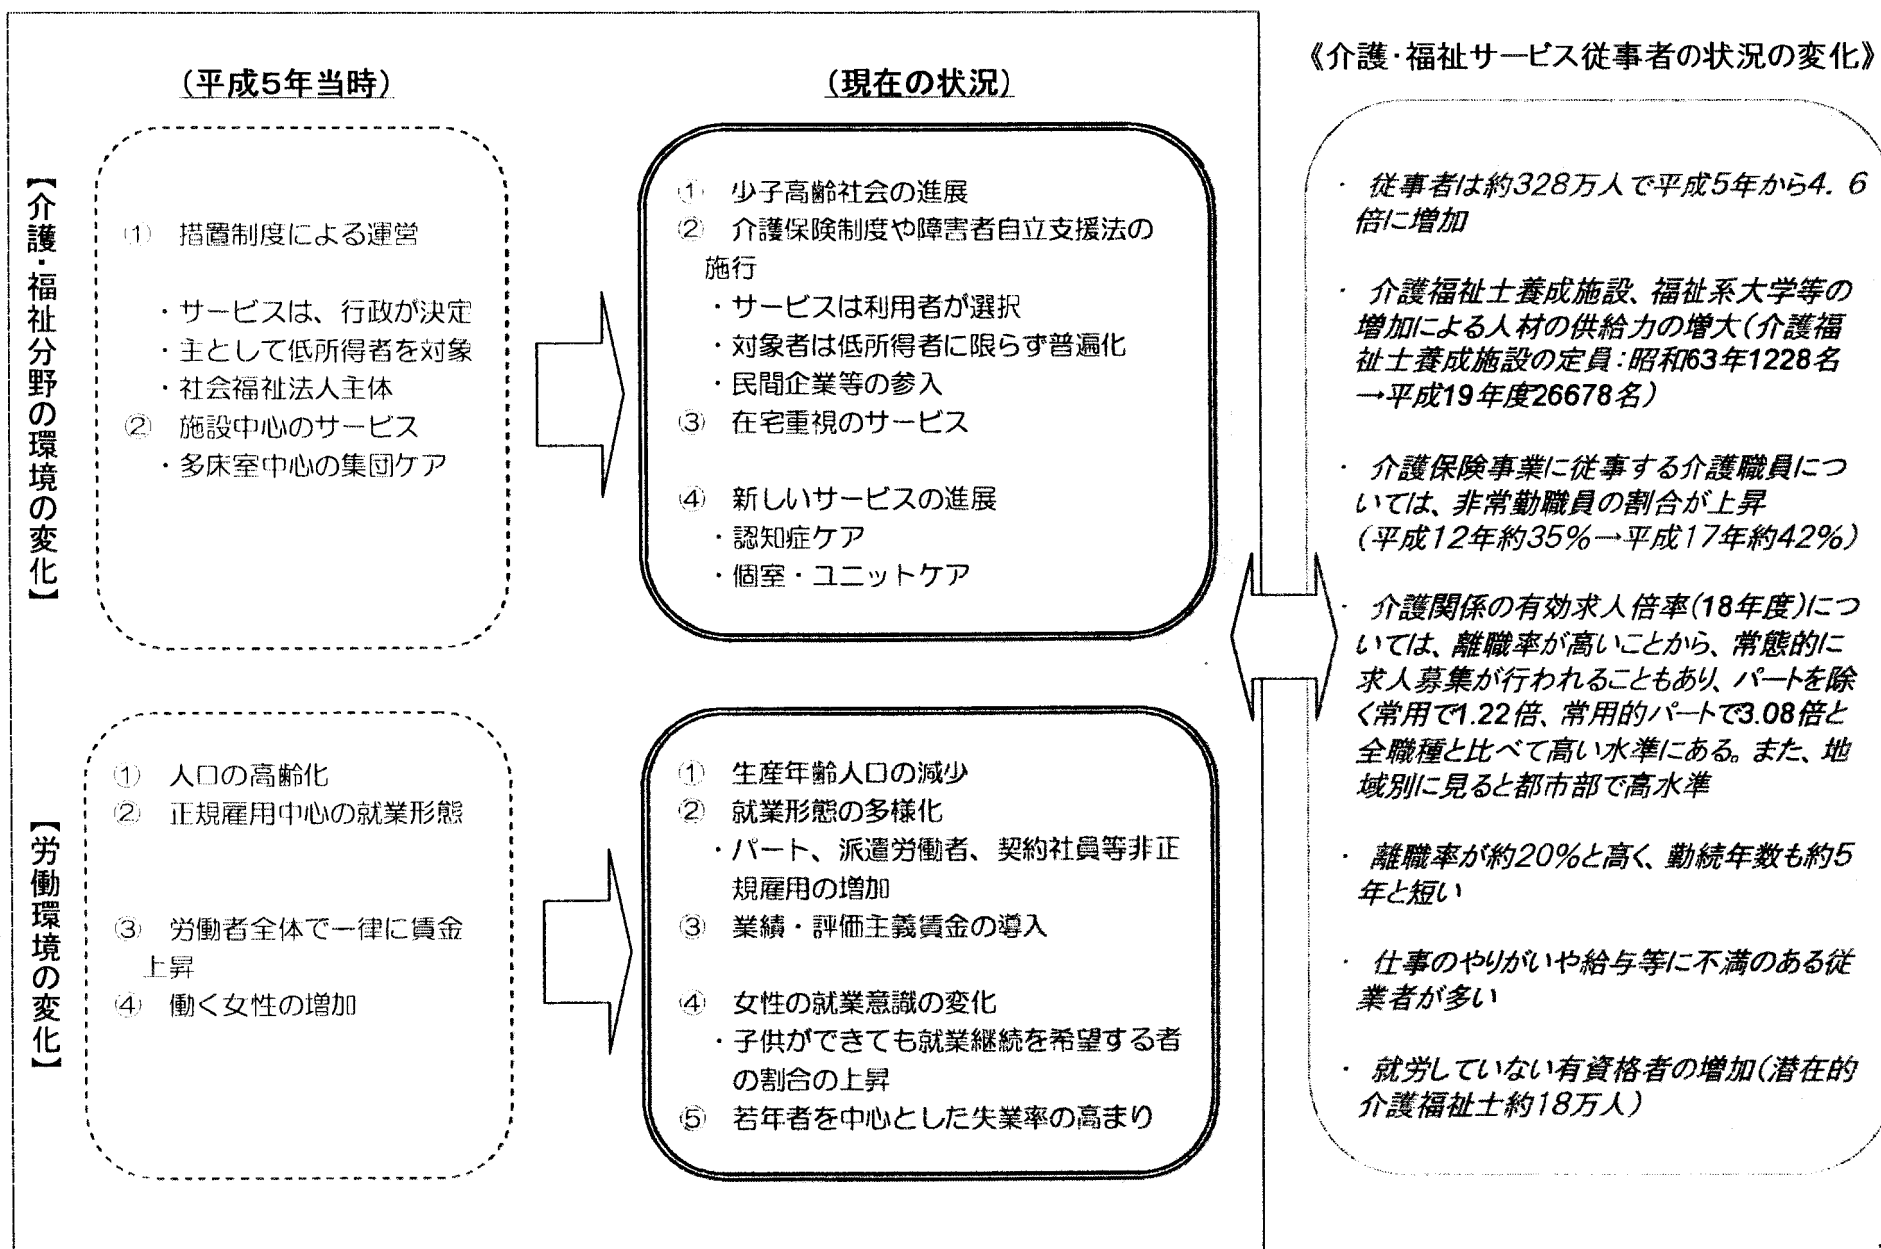 《介護・福祉サービス従事者の状況の変化》
(平成5年当時)
(現在の状況)
【介護・福祉分野の環境の変化】
① 措置制度による運営
・サービスは、行政が決定
・主として低所得者を対象
・社会福祉法人主体
② 施設中心のサービス
・多床室中心の集団ケア
① 少子高齢社会の進展
② 介護保険制度や障害者自立支援法の
施行
・サービスは利用者が選択
・対象者は低所得者に限らず普遍化
・民間企業等の参入
③ 在宅重視のサービス
④ 新しいサービスの進展
・認知症ケア
・個室・ユニットケア
【労働環境の変化】
① 人口の高齢化
② 正規雇用中心の就業形態
③ 労働者全体で一律に賃金
上昇
④ 働く女性の増加
① 生産年齢人口の減少
② 就業形態の多様化
・パート、派遣労働者、契約社員等非正
規雇用の増加
③ 業績・評価主義賃金の導入
④ 女性の就業意識の変化
・子供ができても就業継続を希望する者
の割合の上昇
⑤ 若年者を中心とした失業率の高まり
・ 従事者は約328万人で平成5年から4.6
倍に増加
・ 介護福祉士養成施設、福祉系大学等の
増加による人材の供給力の増大(介護福
祉士養成施設の定員:昭和63年1228名
→平成19年度26678名)
・ 介護保険事業に従事する介護職員につ
いては、非常勤職員の割合が上昇
(平成12年約35%→平成17年約42%)
・ 介護関係の有効求人倍率(18年度)につ
いては、離職率が高いことから、常態的に
求人募集が行われることもあり、パートを除
く常用で1.22倍、常用的パートで3.08倍と
全職種と比べて高い水準にある。また、地
域別に見ると都市部で高水準
・ 離職率が約20%と高く、勤続年数も約5
年と短い
・ 仕事のやりがいや給与等に不満のある従
業者が多い
・ 就労していない有資格者の増加(潜在的
介護福祉士約18万人)